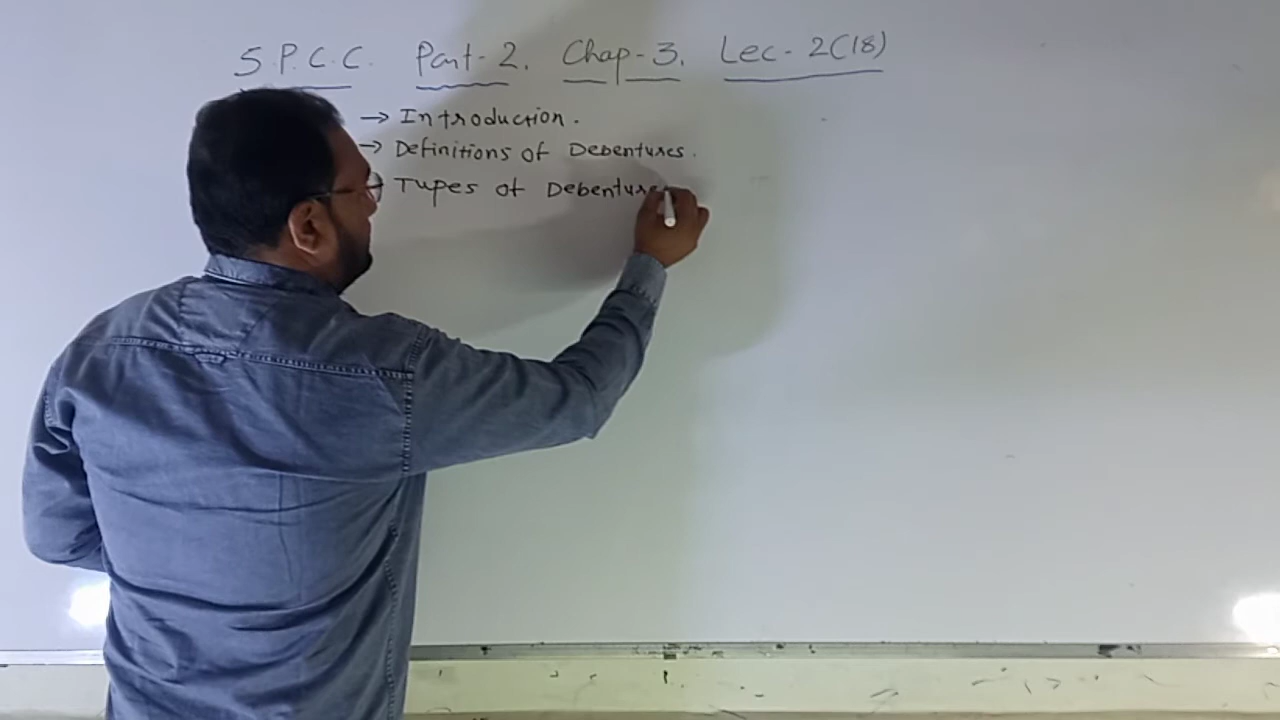 S.P.C.C. Part-2. Chap-3. Lec-2(18)
→ Introduction.
→ Definitions of Debentures.
Types of Debentures